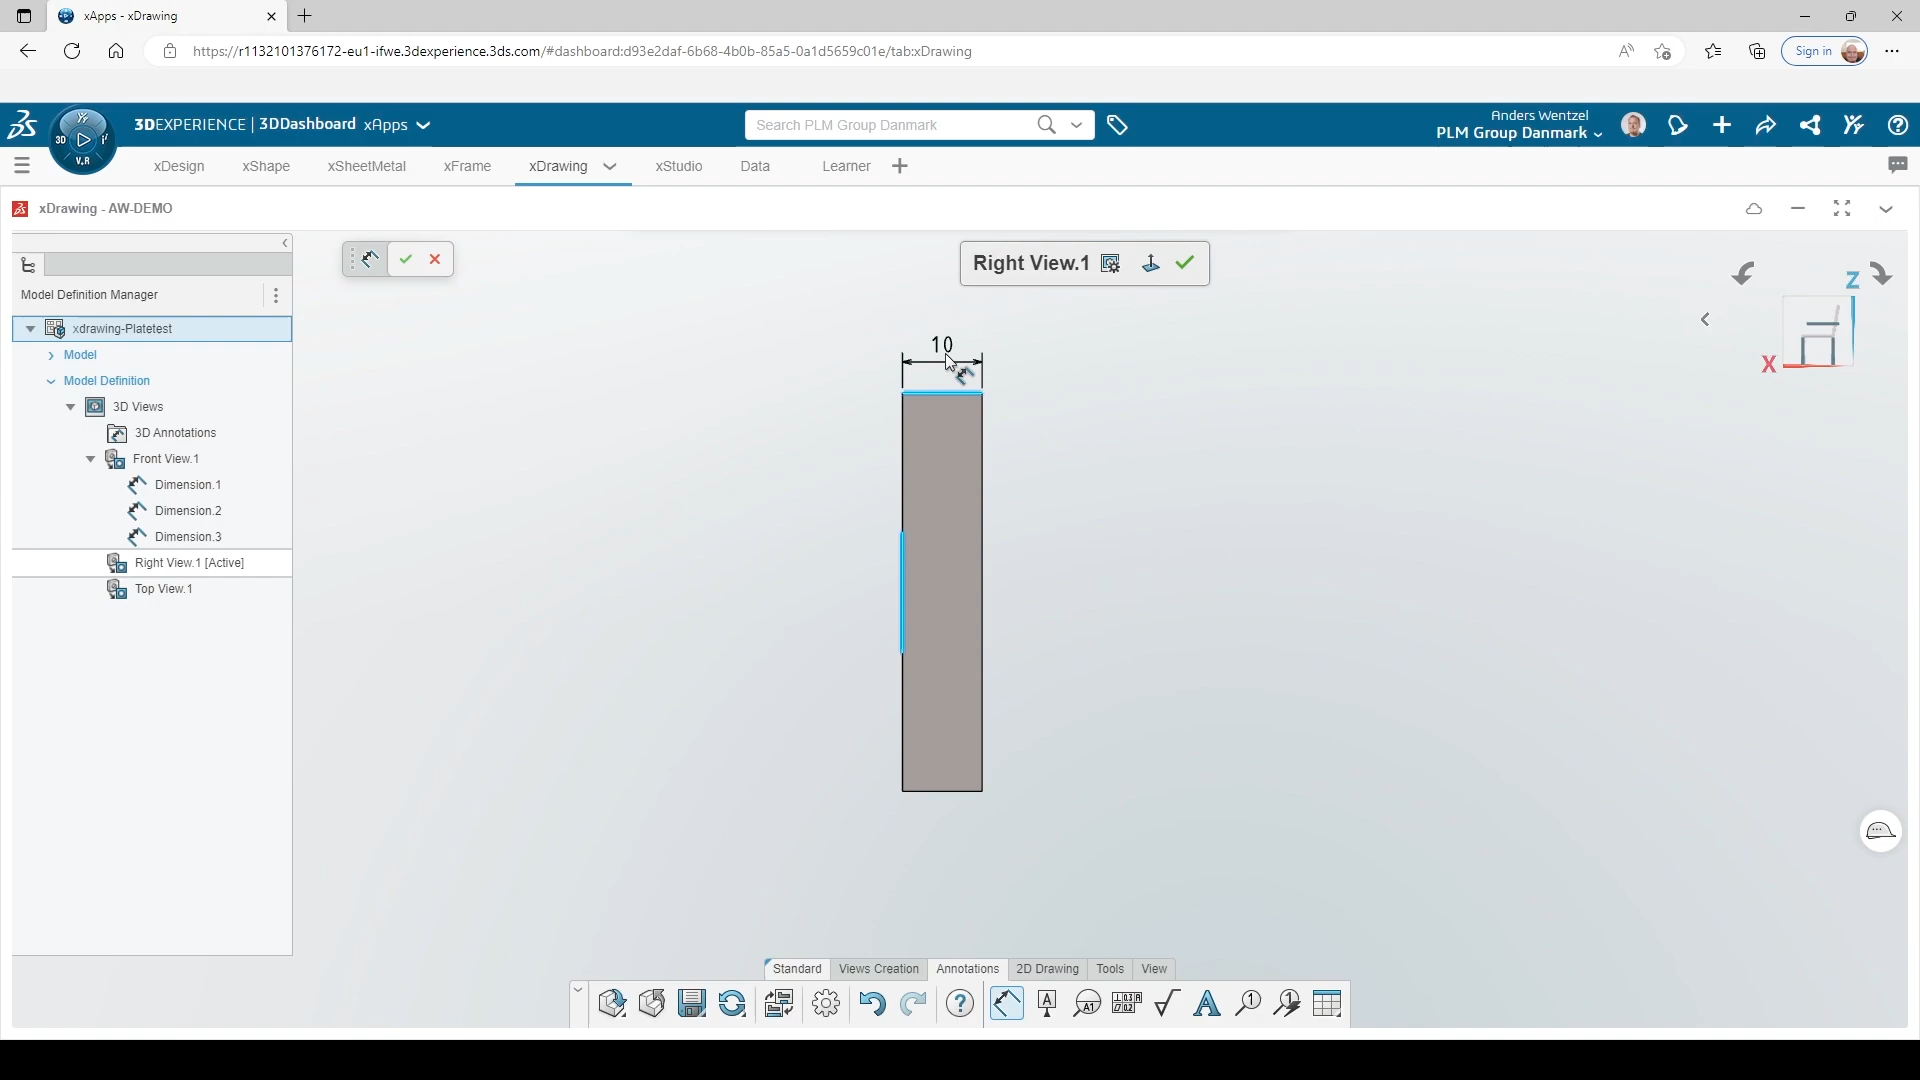 xApps - xDrawing
https://r1132101376172-eu1-ifwe.3dexperience.3ds.com/#dashboard:d93e2daf-6b68-4b0b-85a5-0a1d5659c01e/tab:xDrawing
Sign in
3DEXPERIENCE | 3DDashboard xApps
3D
V.R
Search PLM Group Danmark
Anders Wentzel
PLM Group Danmark
xDesign
xShape
xSheetMetal
xFrame
xDrawing
xStudio
Data
Learner
xDrawing - AW-DEMO
Right View.1
Model Definition Manager
xdrawing-Platetest
Model
Model Definition
3D Views
3D Annotations
Front View.1
Dimension.1
Dimension.2
Dimension.3
Right View.1 [Active]
Top View.1
10
Z
X
Standard
Views Creation
Annotations
2D Drawing
Tools
View